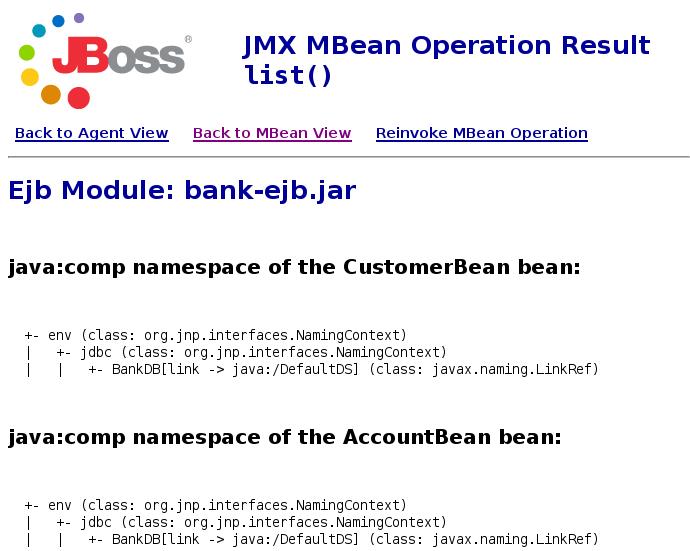 JBoss®
JMX MBean Operation Result
list()
Back to Agent View Back to MBean View Reinvoke MBean Operation
Ejb Module: bank-ejb.jar
java:comp namespace of the CustomerBean bean:
+- env (class: org.jnp.interfaces.NamingContext)
|   +- jdbc (class: org.jnp.interfaces.NamingContext)
|   |   +- BankDB[link -> java:/DefaultDS] (class: javax.naming.LinkRef)
java:comp namespace of the AccountBean bean:
+- env (class: org.jnp.interfaces.NamingContext)
|   +- jdbc (class: org.jnp.interfaces.NamingContext)
|   |   +- BankDB[link -> java:/DefaultDS] (class: javax.naming.LinkRef)